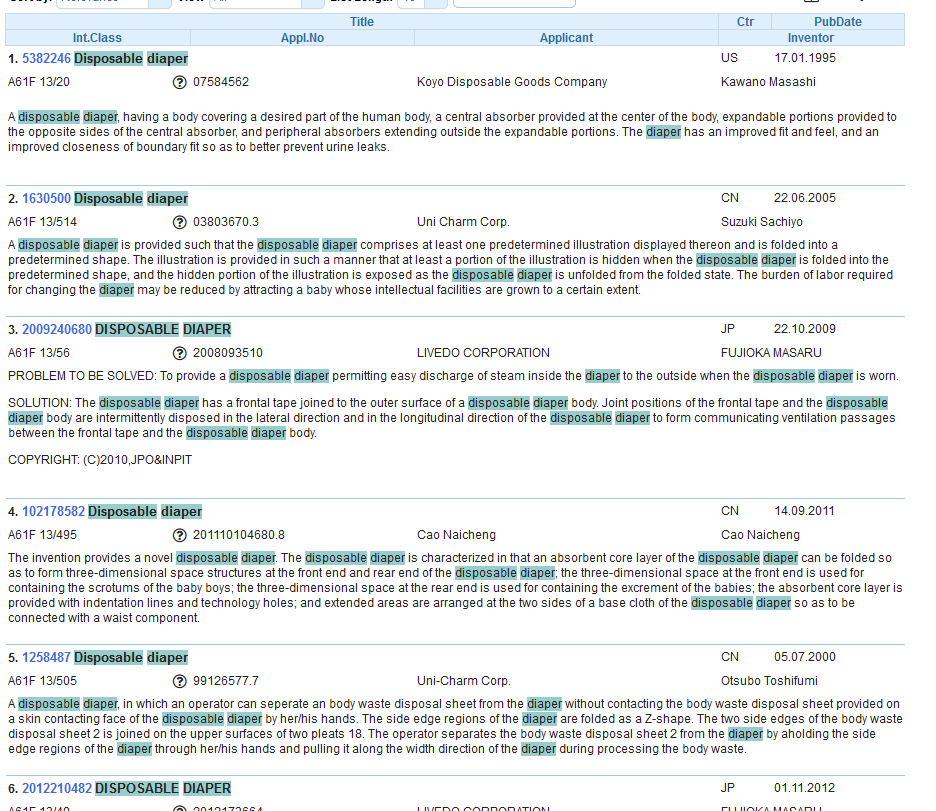 Title Ctr PubDate
Int.Class Appl.No Applicant Inventor
1. 5382246 Disposable diaper US 17.01.1995
A61F 13/20 ? 07584562 Koyo Disposable Goods Company Kawano Masashi
A disposable diaper, having a body covering a desired part of the human body, a central absorber provided at the center of the body, expandable portions provided to
the opposite sides of the central absorber, and peripheral absorbers extending outside the expandable portions. The diaper has an improved fit and feel, and an
improved closeness of boundary fit so as to better prevent urine leaks.
2. 1630500 Disposable diaper CN 22.06.2005
A61F 13/514 ? 03803670.3 Uni Charm Corp. Suzuki Sachiyo
A disposable diaper is provided such that the disposable diaper comprises at least one predetermined illustration displayed thereon and is folded into a
predetermined shape. The illustration is provided in such a manner that at least a portion of the illustration is hidden when the disposable diaper is folded into the
predetermined shape, and the hidden portion of the illustration is exposed as the disposable diaper is unfolded from the folded state. The burden of labor required
for changing the diaper may be reduced by attracting a baby whose intellectual facilities are grown to a certain extent.
3. 2009240680 DISPOSABLE DIAPER JP 22.10.2009
A61F 13/56 ? 2008093510 LIVEDO CORPORATION FUJIOKA MASARU
PROBLEM TO BE SOLVED: To provide a disposable diaper permitting easy discharge of steam inside the diaper to the outside when the disposable diaper is worn.
SOLUTION: The disposable diaper has a frontal tape joined to the outer surface of a disposable diaper body. Joint positions of the frontal tape and the disposable
diaper body are intermittently disposed in the lateral direction and in the longitudinal direction of the disposable diaper to form communicating ventilation passages
between the frontal tape and the disposable diaper body.
COPYRIGHT: (C)2010,JPO&INPIT
4. 102178582 Disposable diaper CN 14.09.2011
A61F 13/495 ? 201110104680.8 Cao Naicheng Cao Naicheng
The invention provides a novel disposable diaper. The disposable diaper is characterized in that an absorbent core layer of the disposable diaper can be folded so
as to form three-dimensional space structures at the front end and rear end of the disposable diaper; the three-dimensional space at the front end is used for
containing the scrotums of the baby boys; the three-dimensional space at the rear end is used for containing the excrement of the babies; the absorbent core layer is
provided with indentation lines and technology holes; and extended areas are arranged at the two sides of a base cloth of the disposable diaper so as to be
connected with a waist component.
5. 1258487 Disposable diaper CN 05.07.2000
A61F 13/505 ? 99126577.7 Uni-Charm Corp. Otsubo Toshifumi
A disposable diaper, in which an operator can seperate an body waste disposal sheet from the diaper without contacting the body waste disposal sheet provided on
a skin contacting face of the disposable diaper by her/his hands. The side edge regions of the diaper are folded as a Z-shape. The two side edges of the body waste
disposal sheet 2 is joined on the upper surfaces of two pleats 18. The operator separates the body waste disposal sheet 2 from the diaper by aholding the side
edge regions of the diaper through her/his hands and pulling it along the width direction of the diaper during processing the body waste.
6. 2012210482 DISPOSABLE DIAPER JP 01.11.2012